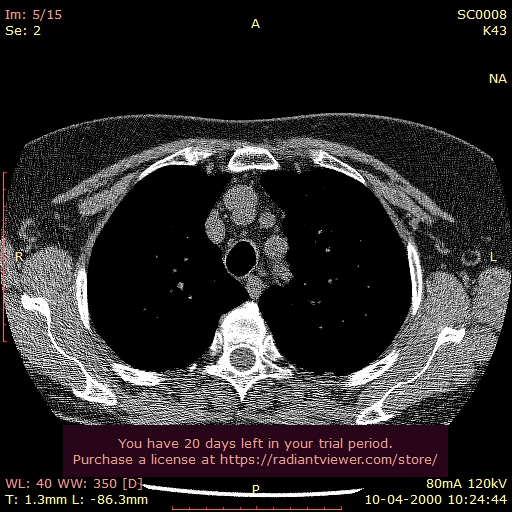 Im: 5/15
Se: 2
A
SC0008
K43
NA
R
L
You have 20 days left in your trial period.
Purchase a license at https://radiantviewer.com/store/
WL: 40 WW: 350 [D]
T: 1.3mm L: -86.3mm
P
80mA 120kV
10-04-2000 10:24:44